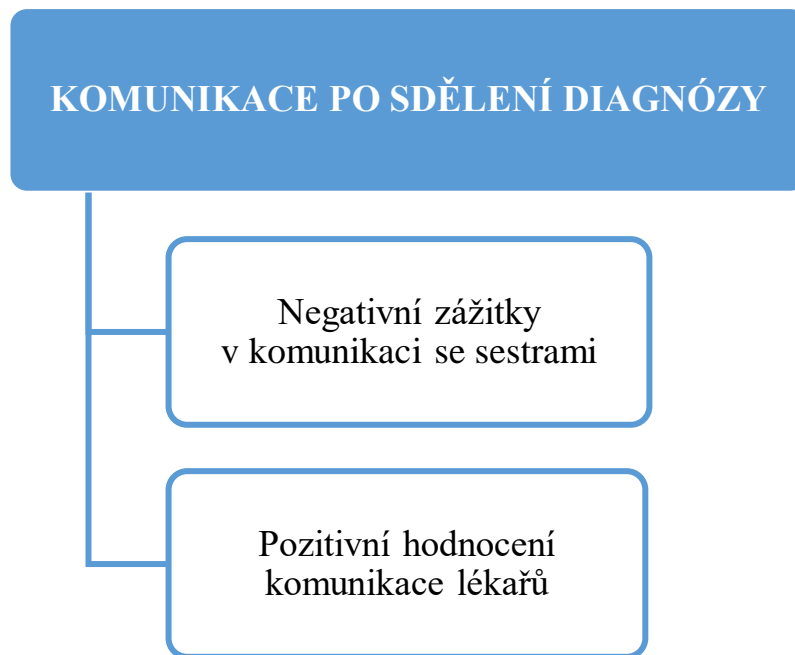 KOMUNIKACE PO SDĚLENÍ DIAGNÓZY
Negativní zážitky
v komunikaci se sestrami
Pozitivní hodnocení
komunikace lékařů